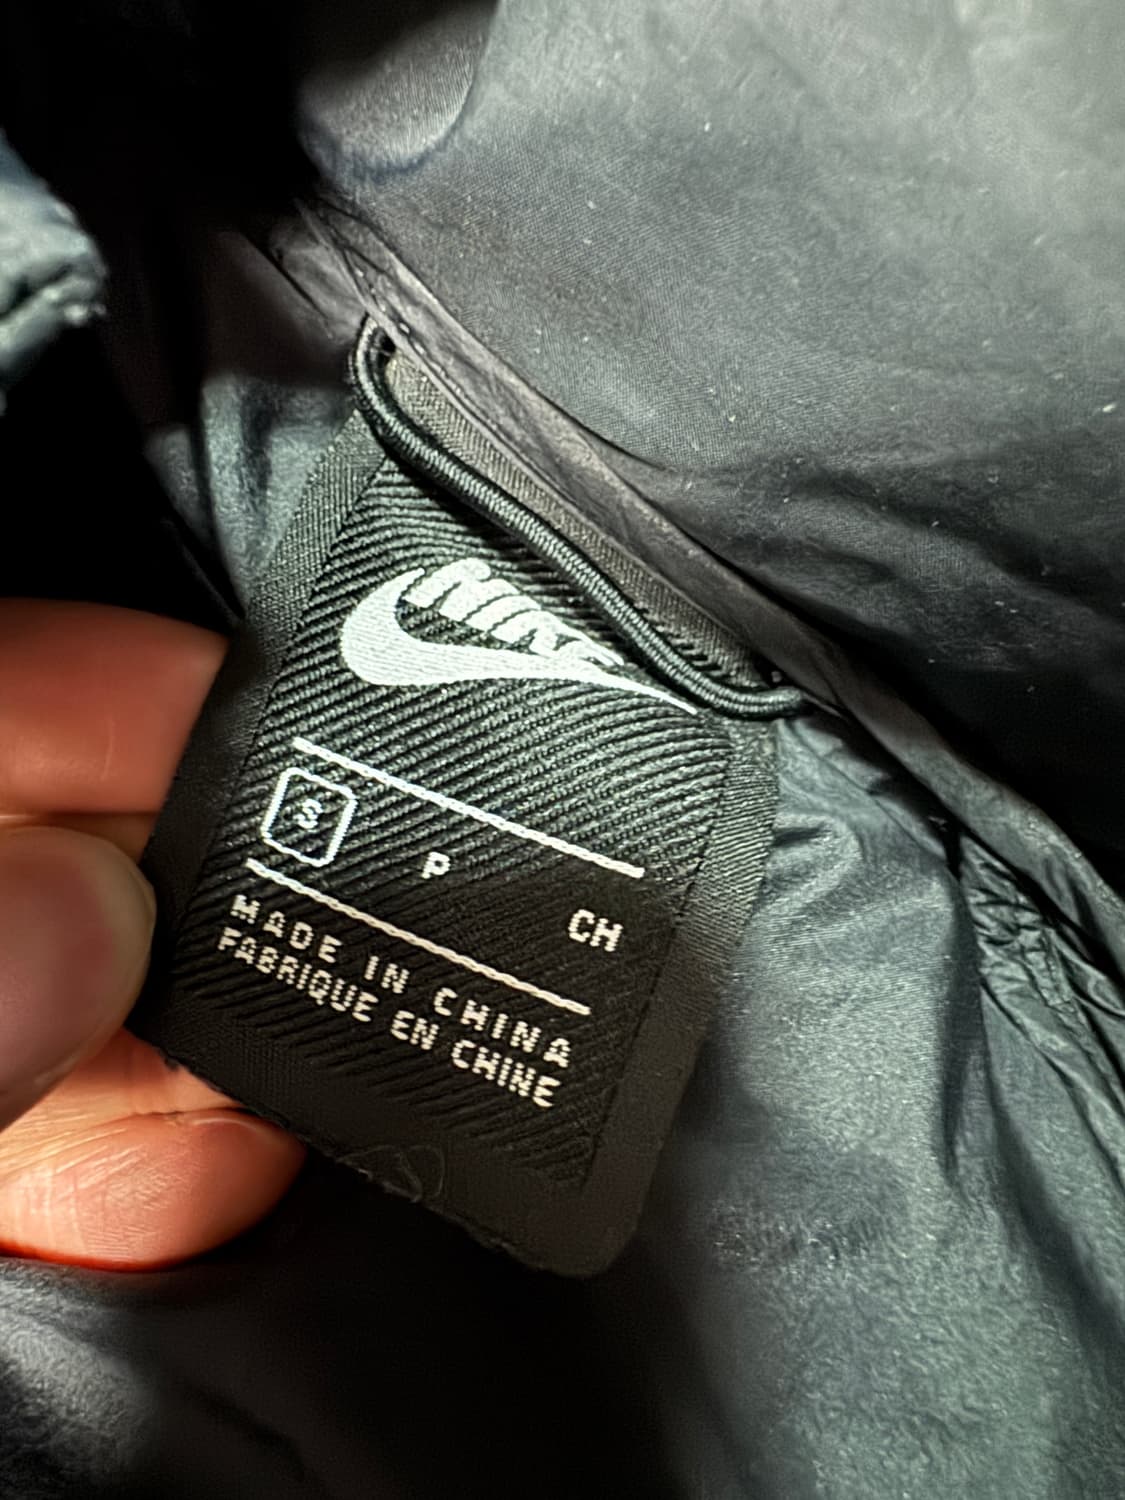 NIKE
S P CH
MADE IN CHINA
FABRIQUE EN CHINE